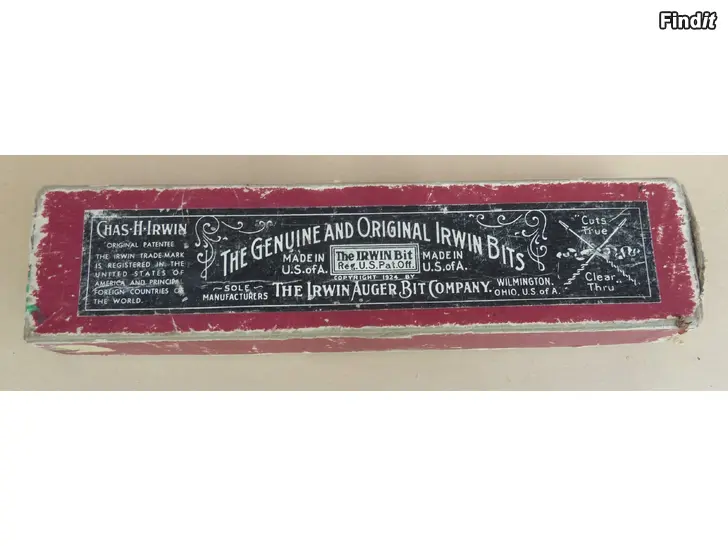 Findit
CHAS·H·IRWIN
ORIGINAL PATENTEE
THE IRWIN TRADE-MARK
IS REGISTERED IN THE
UNITED STATES OF
AMERICA AND PRINCIPAL
FOREIGN COUNTRIES OF
THE WORLD.
THE GENUINE AND ORIGINAL IRWIN BITS
MADE IN
U.S.of A.
The IRWIN Bit
Reg. U.S. Pat. Off.
MADE IN
U.S.of A.
COPYRIGHT 1924 BY
~SOLE~
MANUFACTURERS
THE IRWIN AUGER BIT COMPANY.
WILMINGTON.
OHIO, U.S. of A.
"Cuts
True
Clear
Thru"